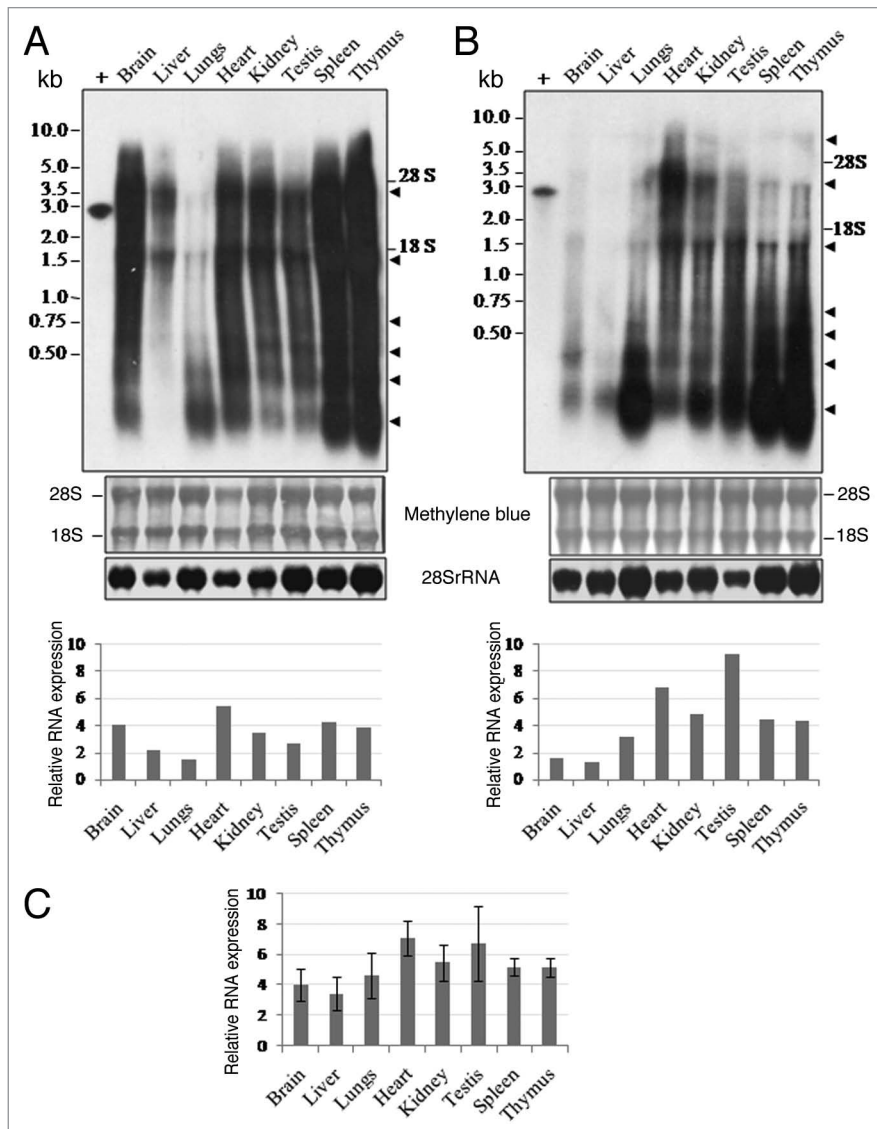 A
B
kb
+
Brain
Liver
Lungs
Heart
Kidney
Testis
Spleen
Thymus
10.0
5.0
3.5
3.0
2.0
1.5
1.0
0.75
0.50
28 S
18 S
kb
+
Brain
Liver
Lungs
Heart
Kidney
Testis
Spleen
Thymus
10.0
5.0
3.5
3.0
2.0
1.5
1.0
0.75
0.50
28S
18S
28S
18S
Methylene blue
28S
18S
28SrRNA
Relative RNA expression
10
8
6
4
2
0
Brain
Liver
Lungs
Heart
Kidney
Testis
Spleen
Thymus
Relative RNA expression
10
8
6
4
2
0
Brain
Liver
Lungs
Heart
Kidney
Testis
Spleen
Thymus
C
Relative RNA expression
10
8
6
4
2
0
Brain
Liver
Lungs
Heart
Kidney
Testis
Spleen
Thymus